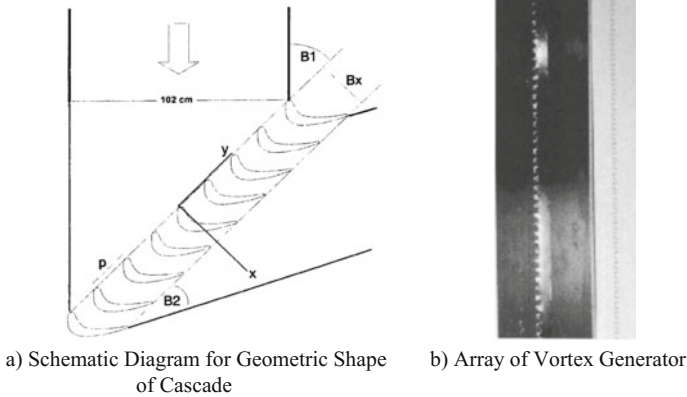 B1
Bx
102 cm
y
p
x
B2
a) Schematic Diagram for Geometric Shape
of Cascade
b) Array of Vortex Generator